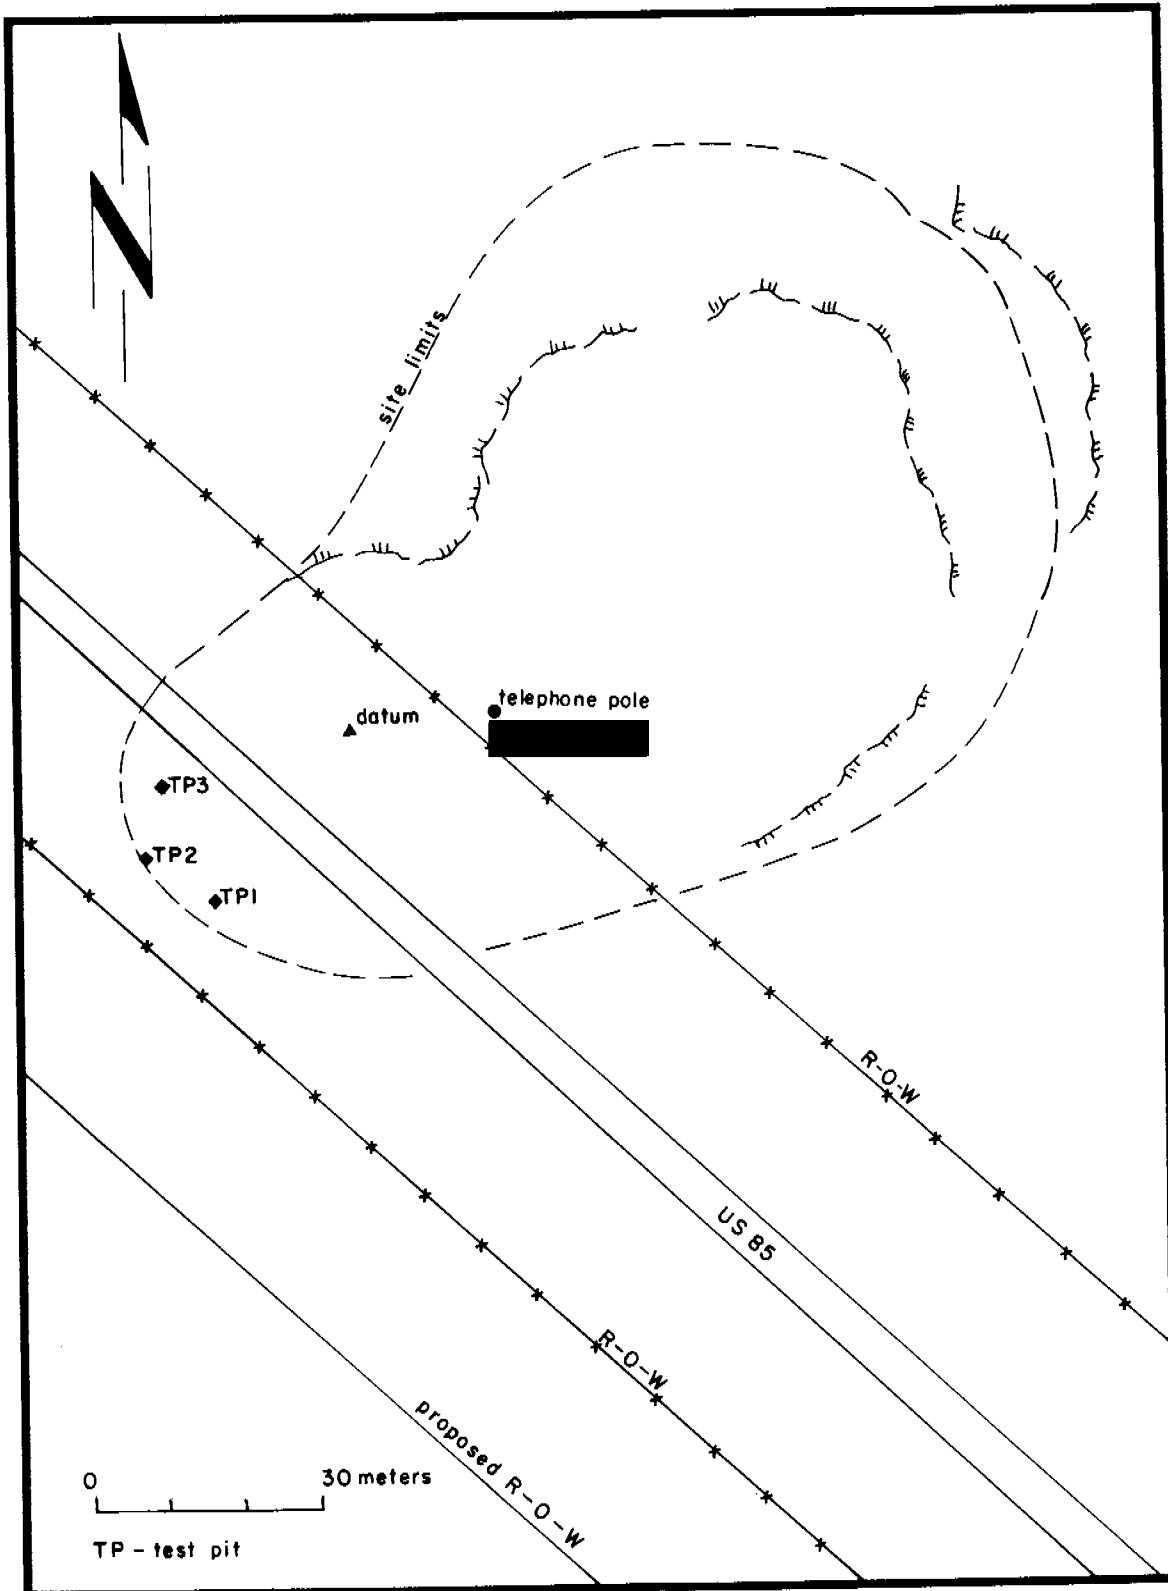 N
site limits
telephone pole
datum
TP3
TP2
TP1
R-O-W
US 85
R-O-W
proposed R-O-W
0 30 meters
TP - test pit